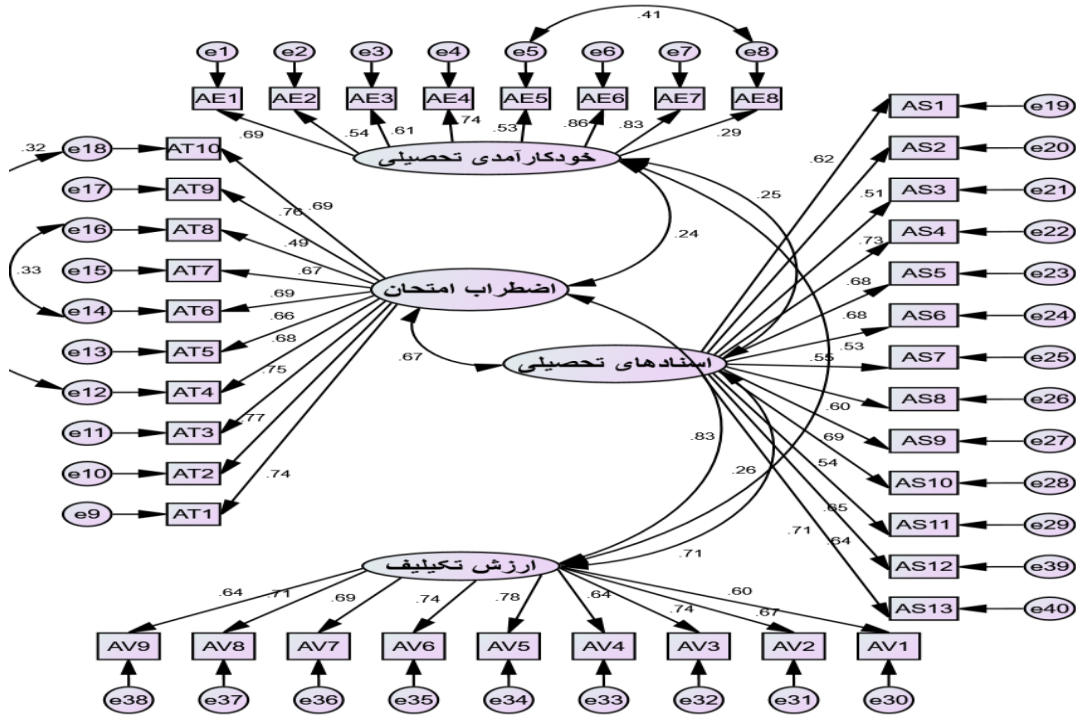 .41
e1 e2 e3 e4 e5 e6 e7 e8
AE1 AE2 AE3 AE4 AE5 AE6 AE7 AE8
.69 .54 .61 .74 .53 .86 .83 .29
خودکارآمدی تحصیلی
.32 e18 AT10 .69
e17 AT9 .76
e16 AT8 .49
e15 AT7 .67
.33
e14 AT6 .69
e13 AT5 .66
e12 AT4 .68
e11 AT3 .75
e10 AT2 .77
e9 AT1 .74
اضطراب امتحان
.24
.25
.67
اسنادهای تحصیلی
.62 AS1 e19
.51 AS2 e20
.73 AS3 e21
.68 AS4 e22
.68 AS5 e23
.53 AS6 e24
.55 AS7 e25
.60 AS8 e26
.69 AS9 e27
.54 AS10 e28
.65 AS11 e29
.64 AS12 e39
.71 AS13 e40
.83
.26
.71
ارزش تکیلیف
.64 .71 .69 .74 .78 .64 .74 .67 .60
AV9 AV8 AV7 AV6 AV5 AV4 AV3 AV2 AV1
e38 e37 e36 e35 e34 e33 e32 e31 e30